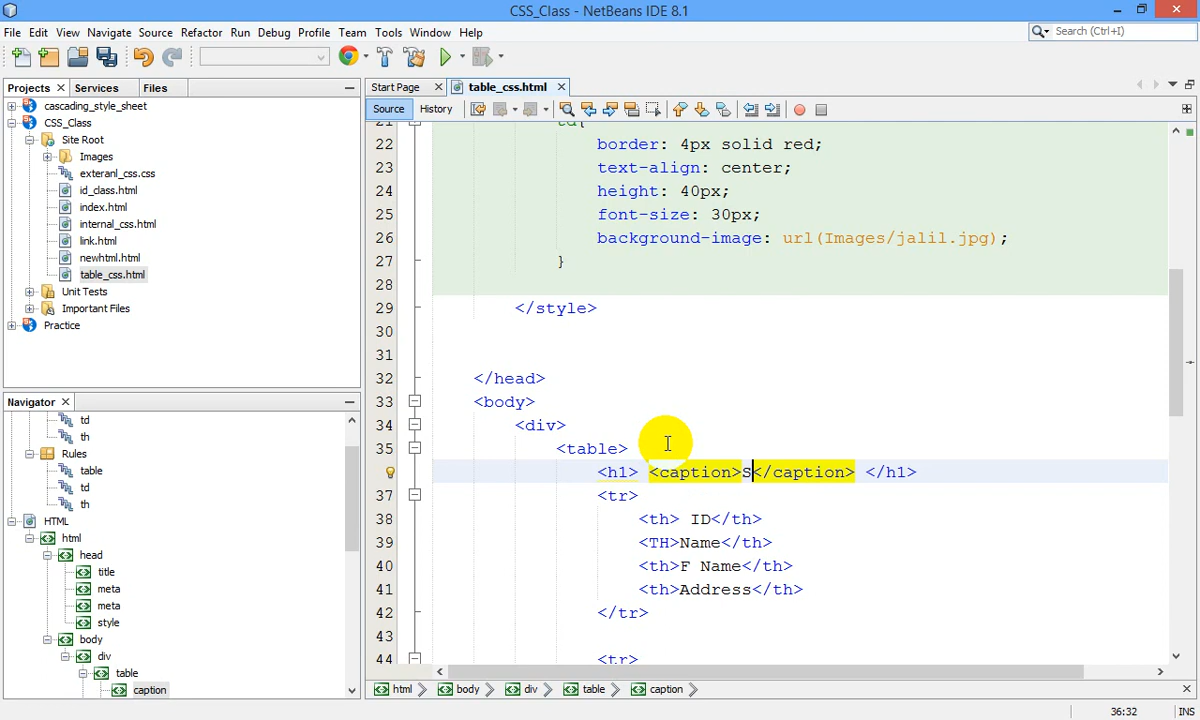 CSS_Class - NetBeans IDE 8.1
File Edit View Navigate Source Refactor Run Debug Profile Team Tools Window Help
Search (Ctrl+I)
Projects Services Files
cascading_style_sheet
CSS_Class
Site Root
Images
exteranl_css.css
id_class.html
index.html
internal_css.html
link.html
newhtml.html
table_css.html
Unit Tests
Important Files
Practice
Navigator
td
th
Rules
table
td
th
HTML
html
head
title
meta
meta
style
body
div
table
caption
Start Page table_css.html
Source History
21 td{
22 border: 4px solid red;
23 text-align: center;
24 height: 40px;
25 font-size: 30px;
26 background-image: url(Images/jalil.jpg);
27 }
28
29 </style>
30
31
32 </head>
33 <body>
34 <div>
35 <table>
<h1> <caption>S</caption> </h1>
37 <tr>
38 <th> ID</th>
39 <TH>Name</th>
40 <th>F Name</th>
41 <th>Address</th>
42 </tr>
43
44 <tr>
html body div table caption
36:32 INS